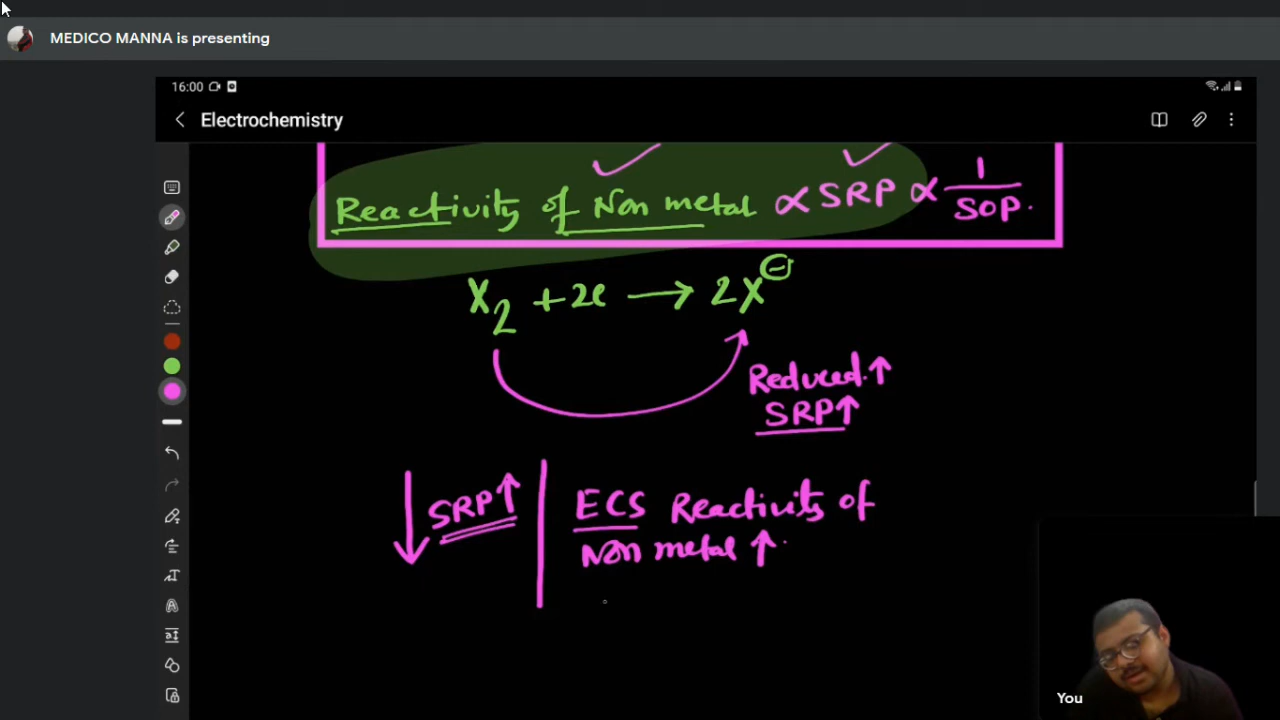 MEDICO MANNA is presenting
16:00
Electrochemistry
Reactivity of Non metal ∝ SRP ∝ 1/SOP.
X₂ + 2e → 2X⊖
Reduced.↑
SRP↑
↓ SRP↑ | ECS Reactivity of
Non metal ↑.
You